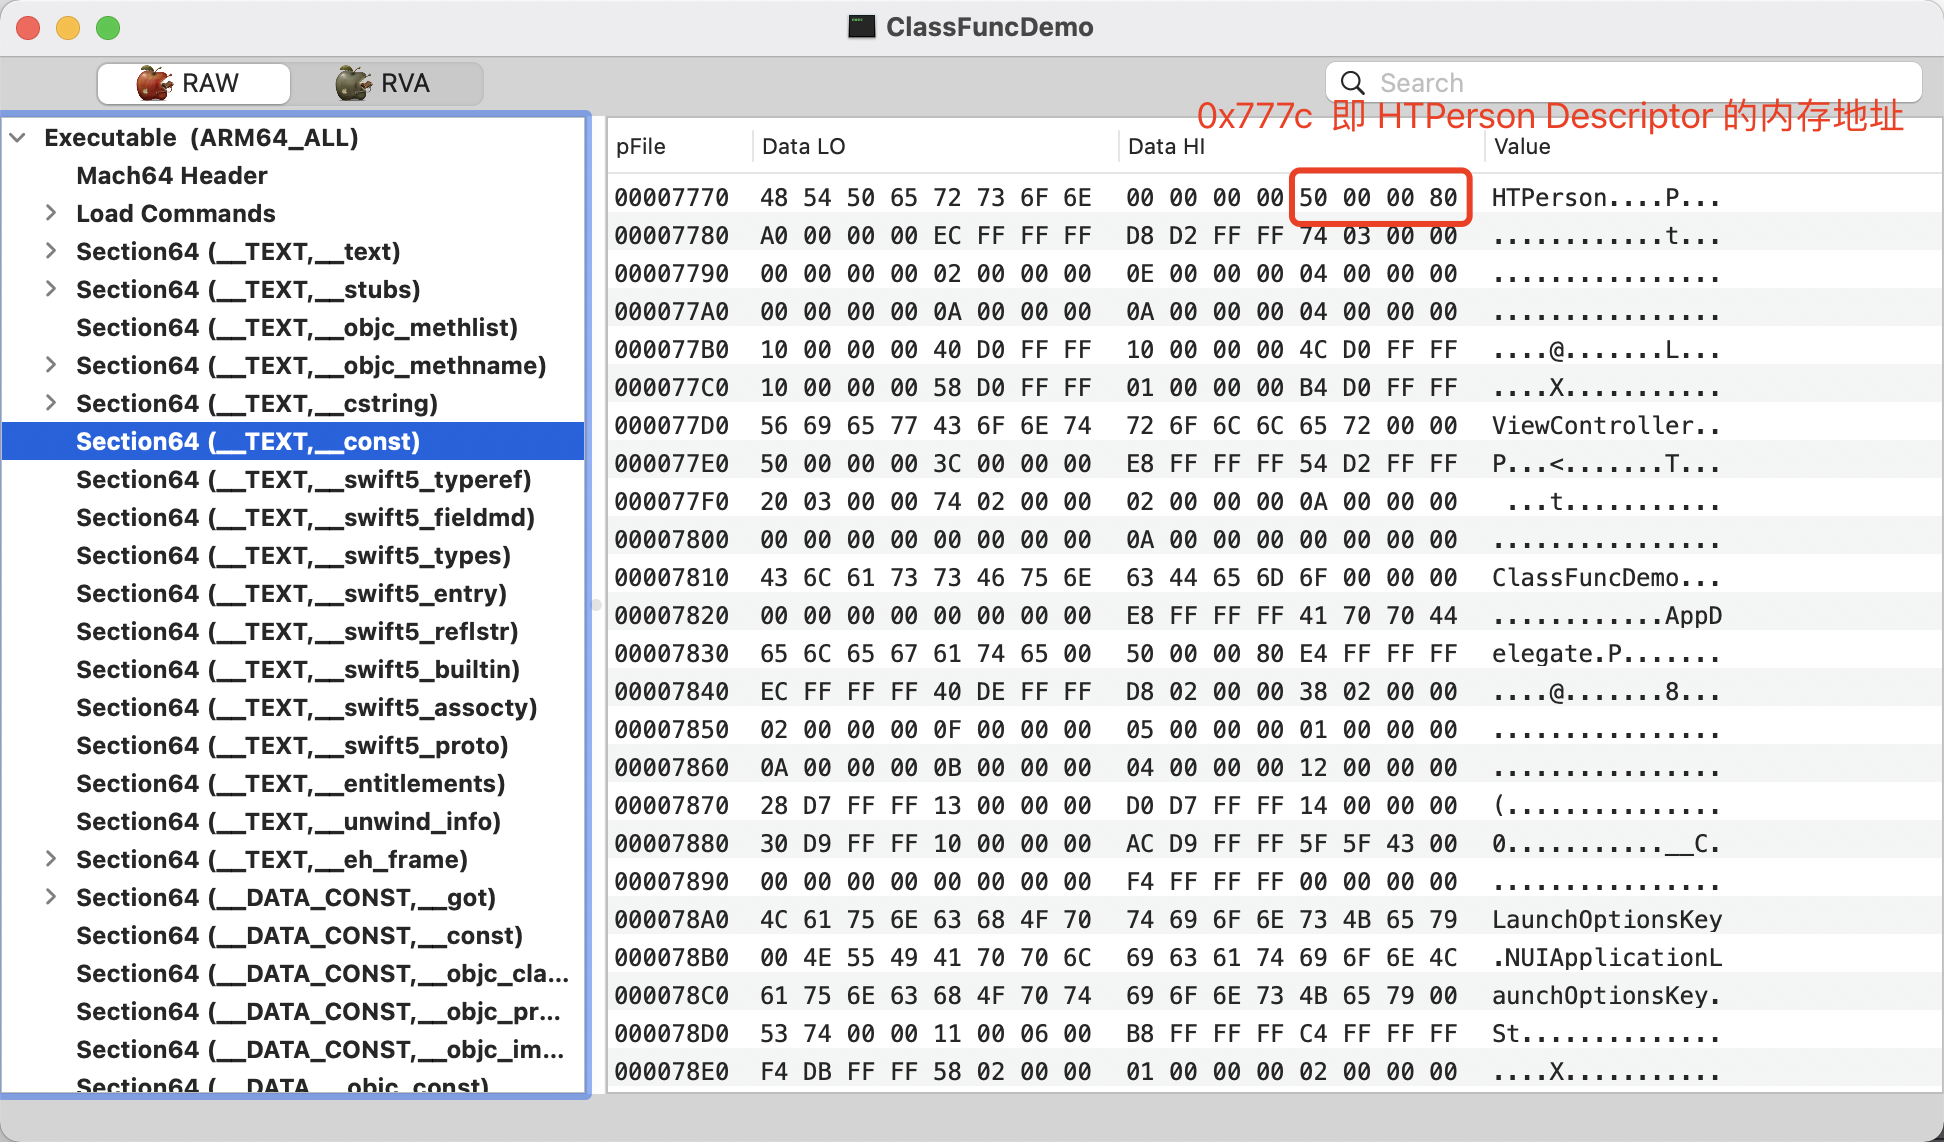 ClassFuncDemo
RAW
RVA
Search
0x777c 即 HTPerson Descriptor 的内存地址
Executable (ARM64_ALL)
Mach64 Header
Load Commands
Section64 (__TEXT,__text)
Section64 (__TEXT,__stubs)
Section64 (__TEXT,__objc_methlist)
Section64 (__TEXT,__objc_methname)
Section64 (__TEXT,__cstring)
Section64 (__TEXT,__const)
Section64 (__TEXT,__swift5_typeref)
Section64 (__TEXT,__swift5_fieldmd)
Section64 (__TEXT,__swift5_types)
Section64 (__TEXT,__swift5_entry)
Section64 (__TEXT,__swift5_reflstr)
Section64 (__TEXT,__swift5_builtin)
Section64 (__TEXT,__swift5_assocty)
Section64 (__TEXT,__swift5_proto)
Section64 (__TEXT,__entitlements)
Section64 (__TEXT,__unwind_info)
Section64 (__TEXT,__eh_frame)
Section64 (__DATA_CONST,__got)
Section64 (__DATA_CONST,__const)
Section64 (__DATA_CONST,__objc_cla...
Section64 (__DATA_CONST,__objc_pr...
Section64 (__DATA_CONST,__objc_im...
Section64 (__DATA,__objc_const)
pFile Data LO Data HI Value
00007770 48 54 50 65 72 73 6F 6E 00 00 00 00 50 00 00 80 HTPerson....P...
00007780 A0 00 00 00 EC FF FF FF D8 D2 FF FF 74 03 00 00 ............t...
00007790 00 00 00 00 02 00 00 00 0E 00 00 00 04 00 00 00 ................
000077A0 00 00 00 00 0A 00 00 00 0A 00 00 00 04 00 00 00 ................
000077B0 10 00 00 00 40 D0 FF FF 10 00 00 00 4C D0 FF FF ....@.......L...
000077C0 10 00 00 00 58 D0 FF FF 01 00 00 00 B4 D0 FF FF ....X...........
000077D0 56 69 65 77 43 6F 6E 74 72 6F 6C 6C 65 72 00 00 ViewController..
000077E0 50 00 00 00 3C 00 00 00 E8 FF FF FF 54 D2 FF FF P...<.......T...
000077F0 20 03 00 00 74 02 00 00 02 00 00 00 0A 00 00 00 ...t...........
00007800 00 00 00 00 00 00 00 00 0A 00 00 00 00 00 00 00 ................
00007810 43 6C 61 73 73 46 75 6E 63 44 65 6D 6F 00 00 00 ClassFuncDemo...
00007820 00 00 00 00 00 00 00 00 E8 FF FF FF 41 70 70 44 ............AppD
00007830 65 6C 65 67 61 74 65 00 50 00 00 80 E4 FF FF FF elegate.P.......
00007840 EC FF FF FF 40 DE FF FF D8 02 00 00 38 02 00 00 ....@.......8...
00007850 02 00 00 00 0F 00 00 00 05 00 00 00 01 00 00 00 ................
00007860 0A 00 00 00 0B 00 00 00 04 00 00 00 12 00 00 00 ................
00007870 28 D7 FF FF 13 00 00 00 D0 D7 FF FF 14 00 00 00 (...............
00007880 30 D9 FF FF 10 00 00 00 AC D9 FF FF 5F 5F 43 00 0...........__C.
00007890 00 00 00 00 00 00 00 00 F4 FF FF FF 00 00 00 00 ................
000078A0 4C 61 75 6E 63 68 4F 70 74 69 6F 6E 73 4B 65 79 LaunchOptionsKey
000078B0 00 4E 55 49 41 70 70 6C 69 63 61 74 69 6F 6E 4C .NUIApplicationL
000078C0 61 75 6E 63 68 4F 70 74 69 6F 6E 73 4B 65 79 00 aunchOptionsKey.
000078D0 53 74 00 00 11 00 06 00 B8 FF FF FF C4 FF FF FF St..............
000078E0 F4 DB FF FF 58 02 00 00 01 00 00 00 02 00 00 00 ....X...........